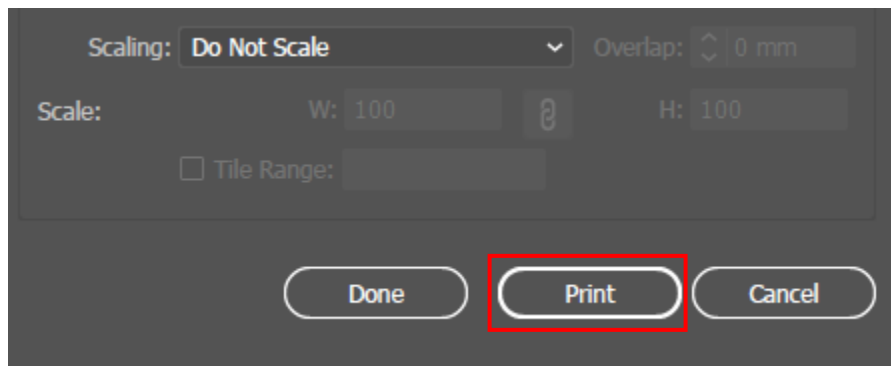 Scaling: Do Not Scale Overlap: 0 mm
Scale: W: 100 H: 100
Tile Range:
Done Print Cancel